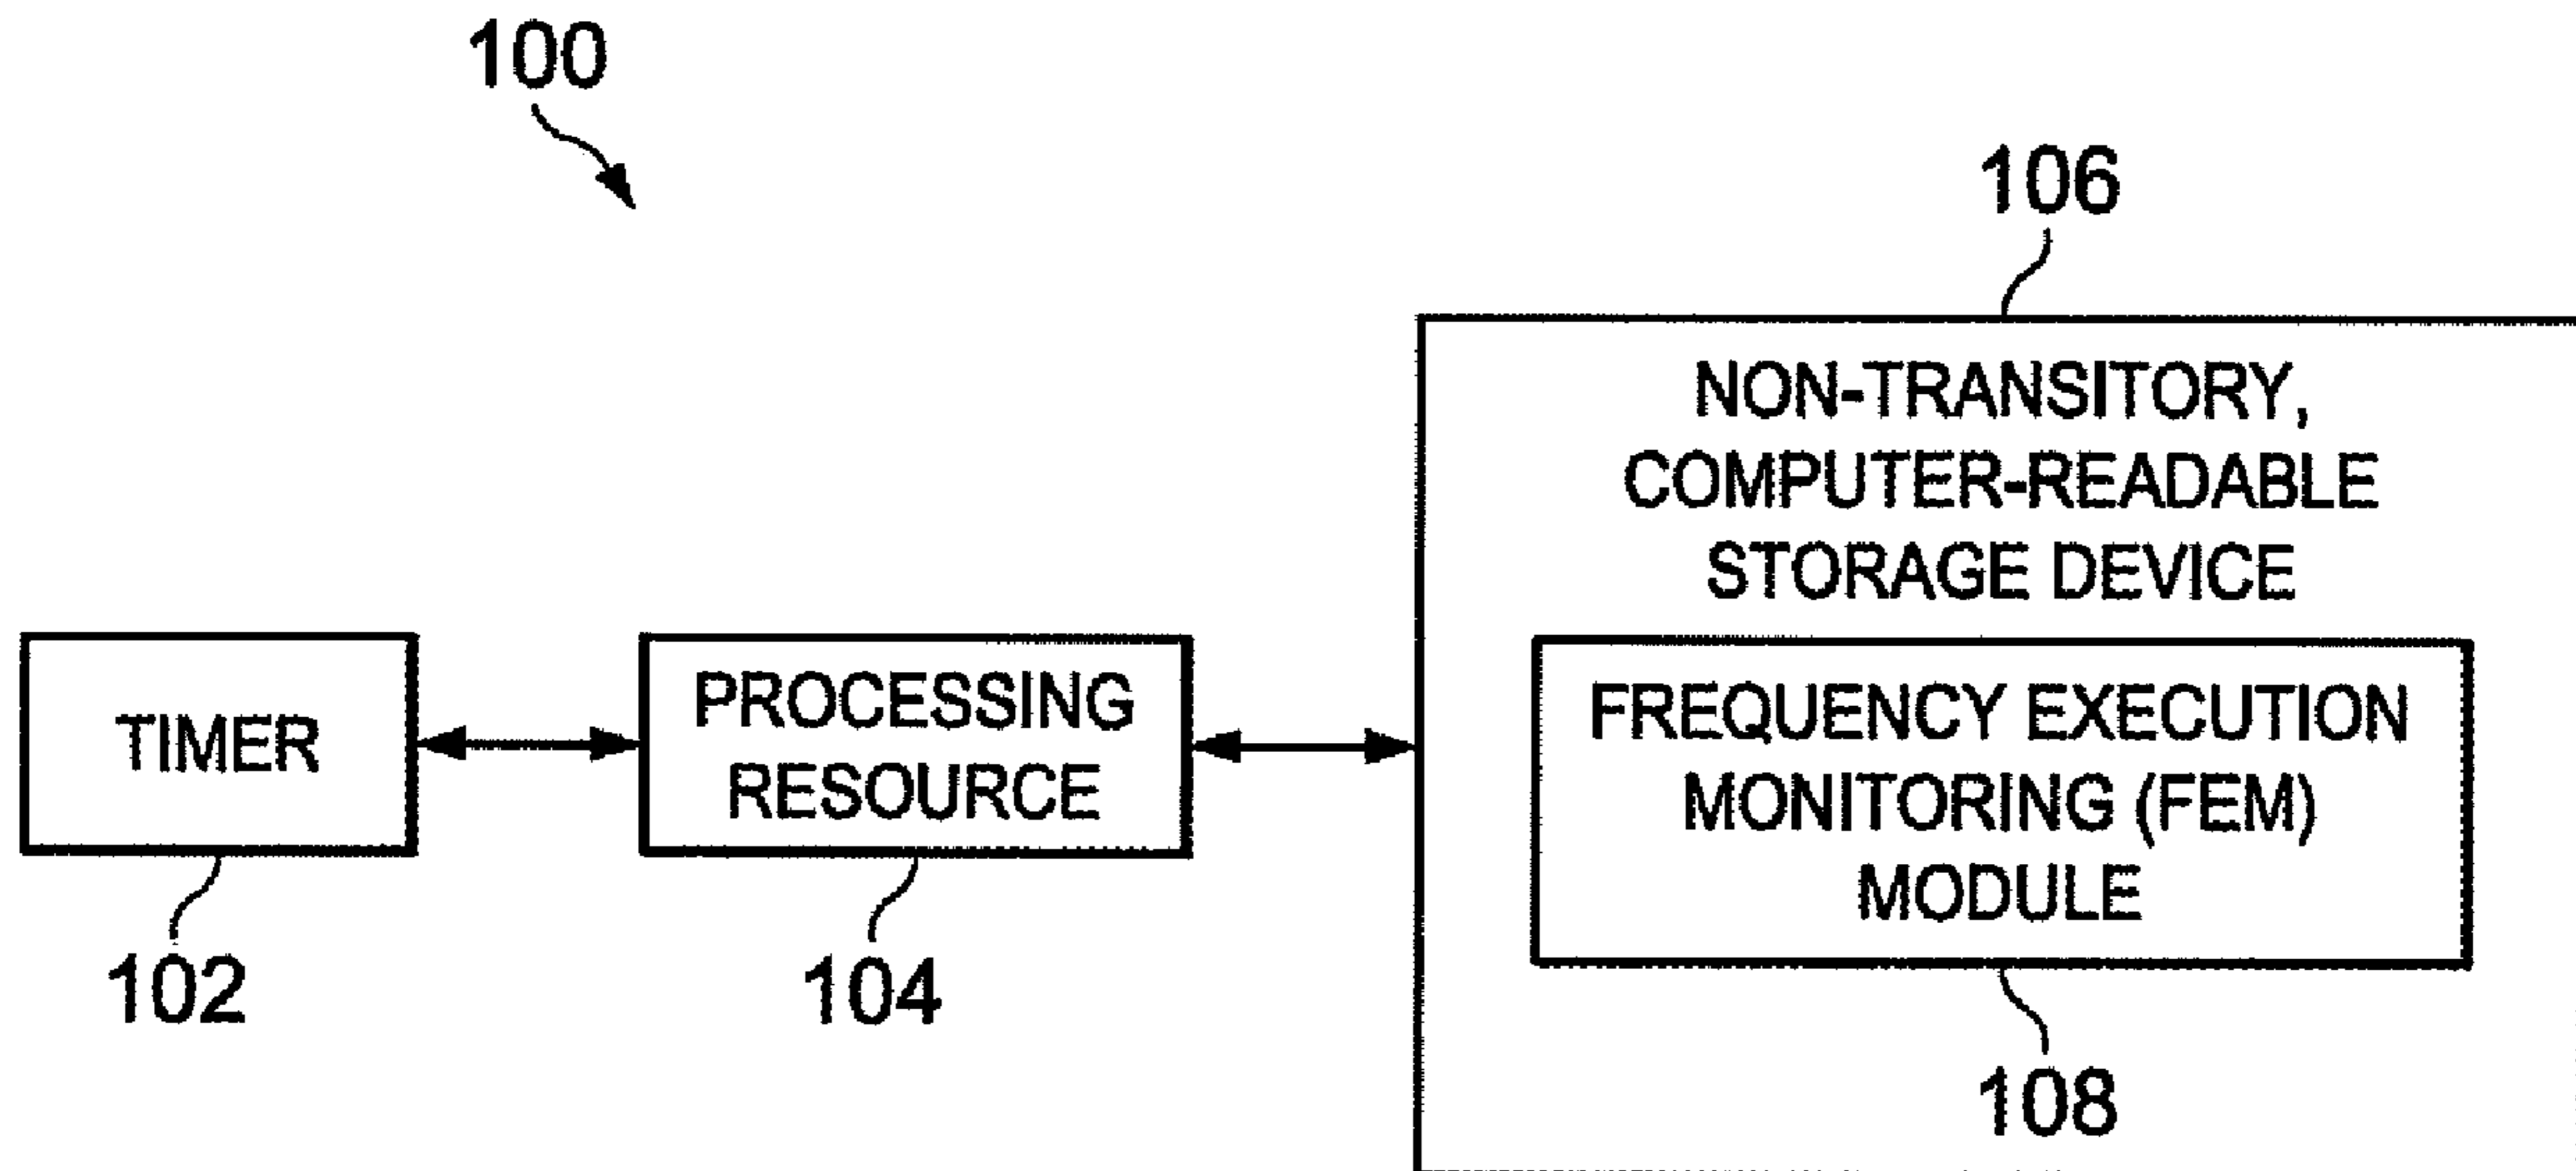 100
106
NON-TRANSITORY,
COMPUTER-READABLE
STORAGE DEVICE
TIMER
PROCESSING
RESOURCE
FREQUENCY EXECUTION
MONITORING (FEM)
MODULE
102
104
108